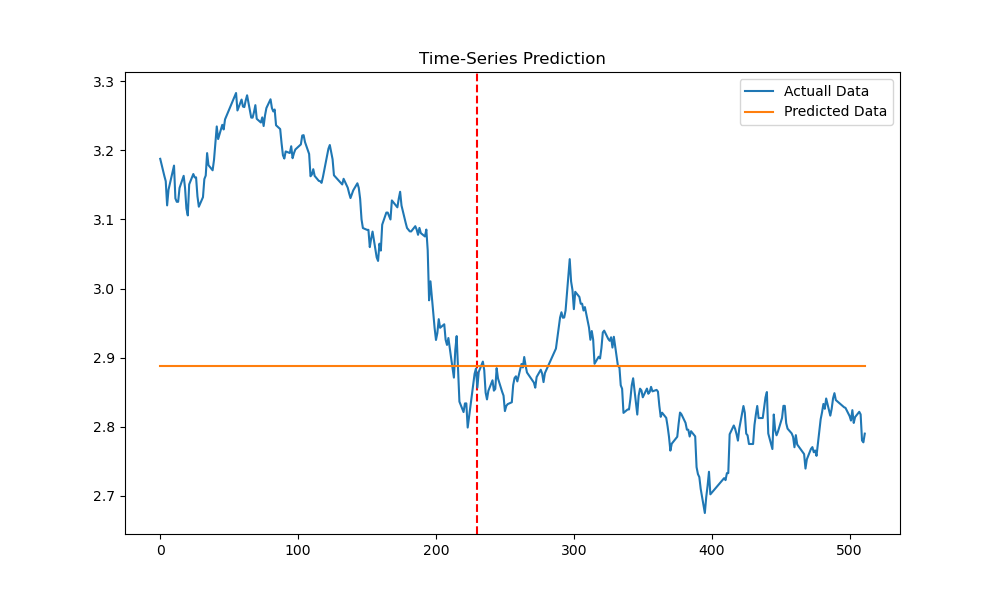 Time-Series Prediction
Actuall Data
Predicted Data
3.3
3.2
3.1
3.0
2.9
2.8
2.7
0 100 200 300 400 500